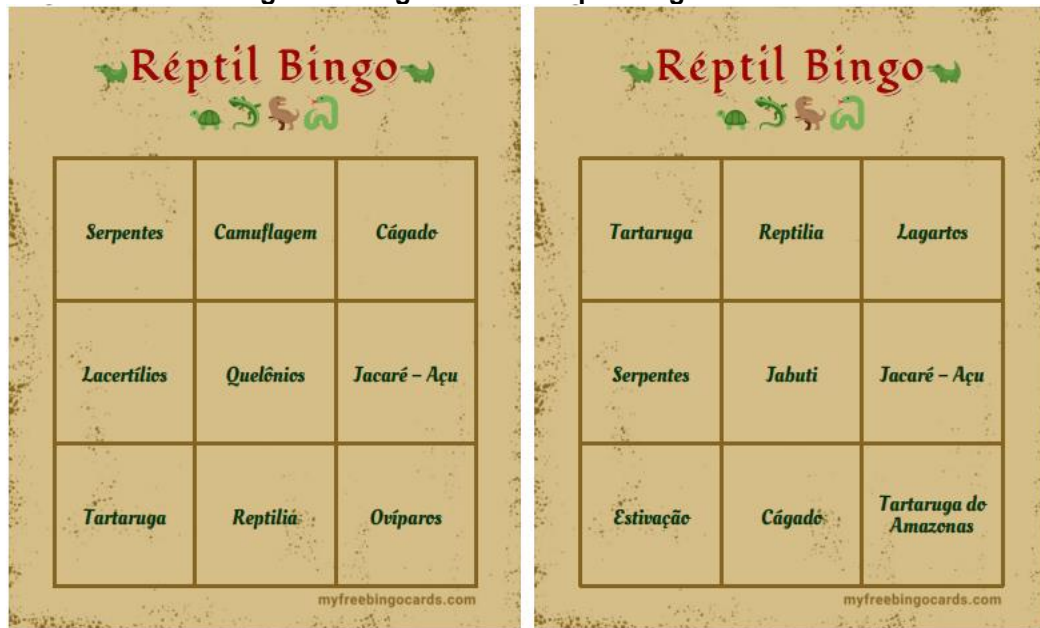 Réptil Bingo
Serpentes Camuflagem Cágado
Lacertílios Quelônios Jacaré – Açu
Tartaruga Reptilia Ovíparos
myfreebingocards.com
Réptil Bingo
Tartaruga Reptilia Lagartos
Serpentes Jabuti Jacaré – Açu
Estivação Cágado Tartaruga do
Amazonas
myfreebingocards.com